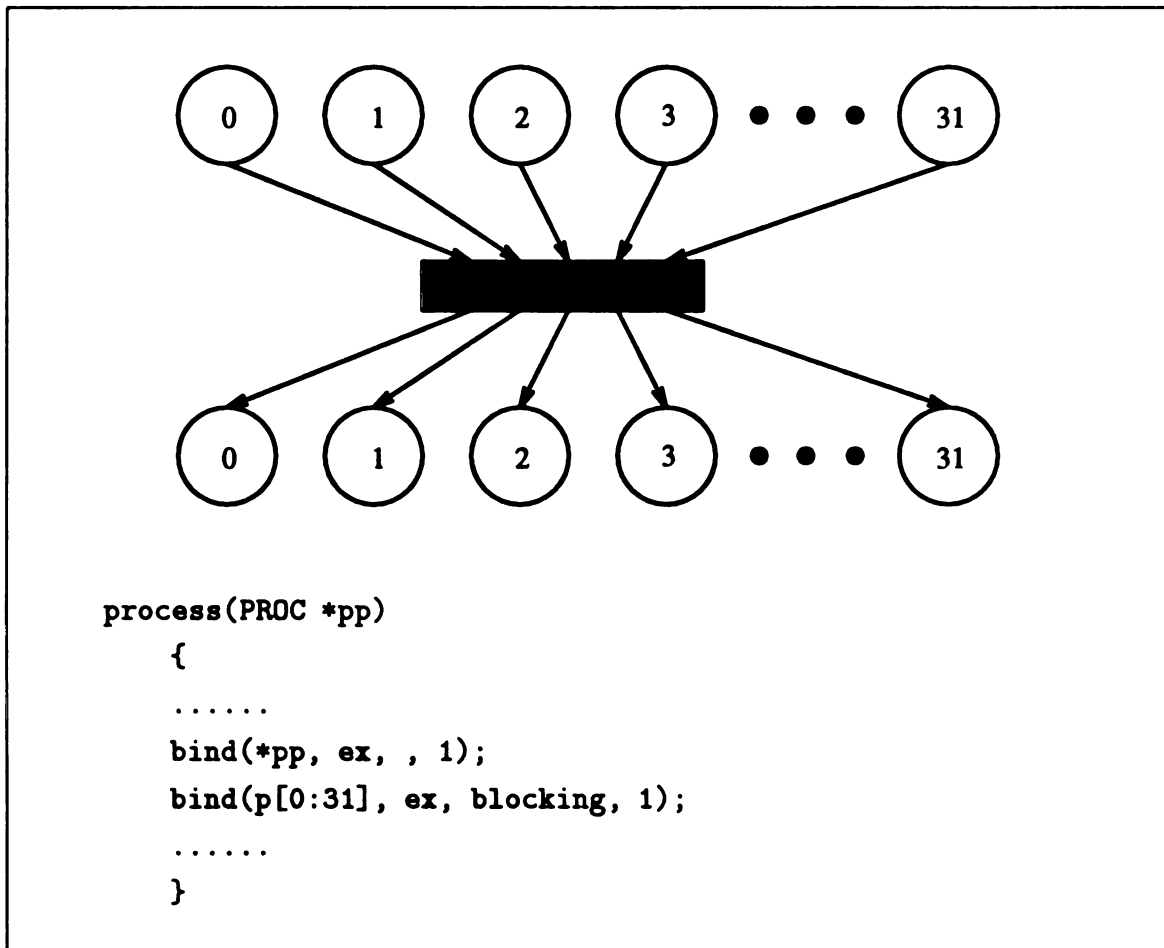 0 1 2 3 31
0 1 2 3 31
process(PROC *pp)
{
......
bind(*pp, ex, , 1);
bind(p[0:31], ex, blocking, 1);
......
}